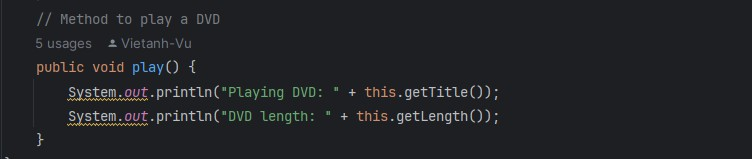 // Method to play a DVD
5 usages Vietanh-Vu
public void play() {
System.out.println("Playing DVD: " + this.getTitle());
System.out.println("DVD length: " + this.getLength());
}